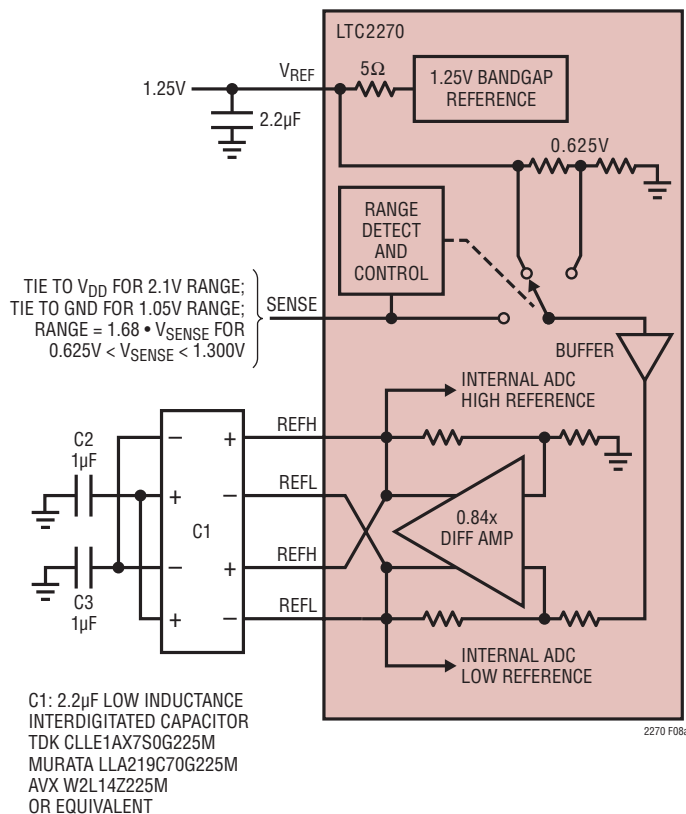 LTC2270
VREF
5Ω
1.25V BANDGAP
REFERENCE
1.25V
2.2µF
0.625V
RANGE
DETECT
AND
CONTROL
TIE TO VDD FOR 2.1V RANGE;
TIE TO GND FOR 1.05V RANGE;
RANGE = 1.68 • VSENSE FOR
0.625V < VSENSE < 1.300V
SENSE
BUFFER
INTERNAL ADC
HIGH REFERENCE
REFH
C2
1µF
– +
REFL
+ –
C1
0.84x
DIFF AMP
REFH
– +
C3
1µF
REFL
+ –
INTERNAL ADC
LOW REFERENCE
2270 F08a
C1: 2.2µF LOW INDUCTANCE
INTERDIGITATED CAPACITOR
TDK CLLE1AX7S0G225M
MURATA LLA219C70G225M
AVX W2L14Z225M
OR EQUIVALENT